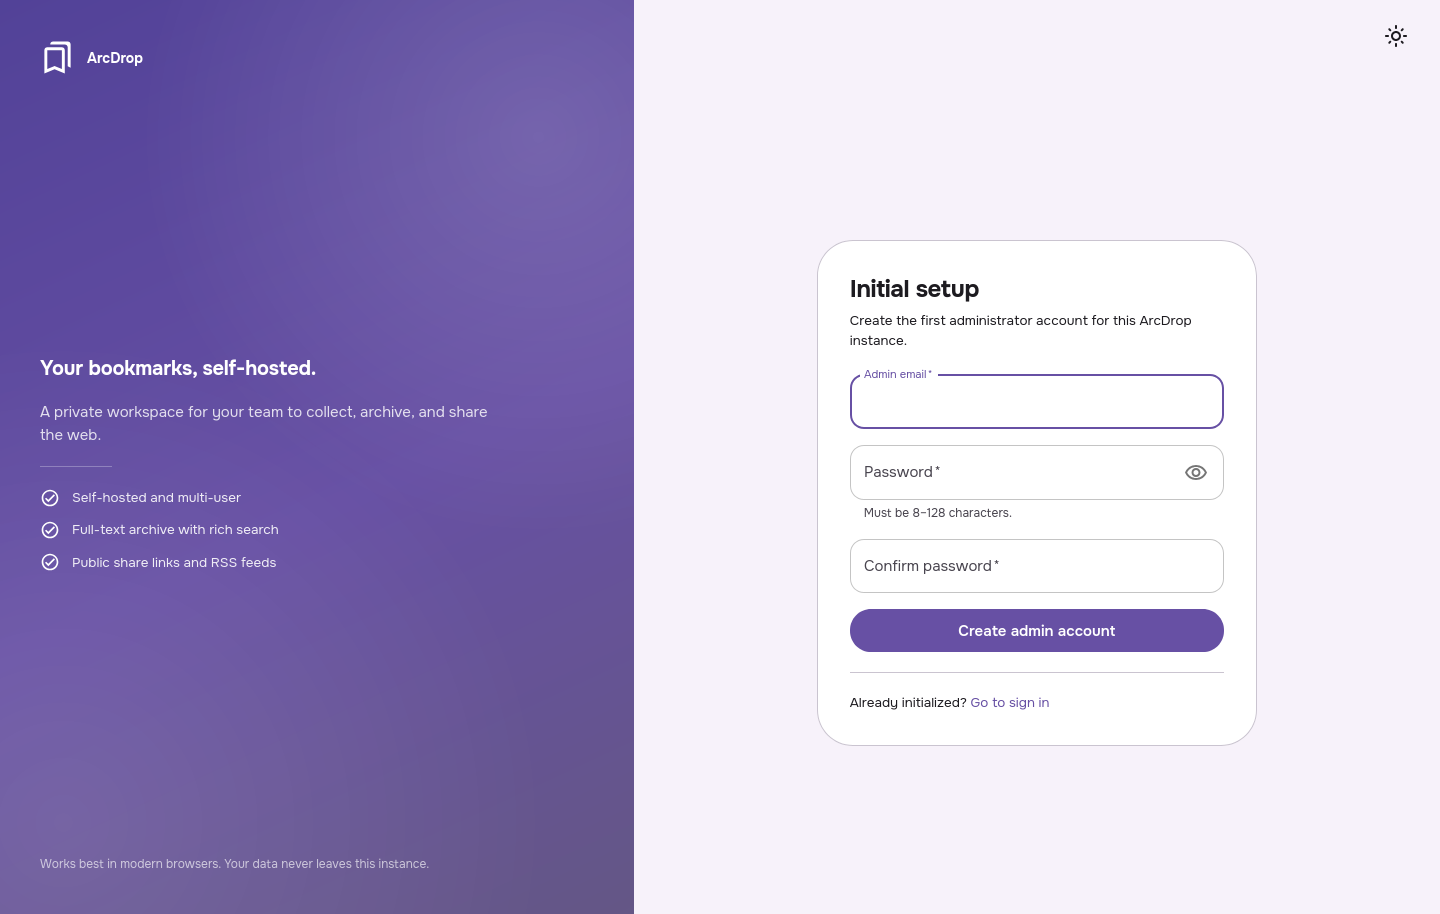 ArcDrop
Your bookmarks, self-hosted.
A private workspace for your team to collect, archive, and share
the web.
Self-hosted and multi-user
Full-text archive with rich search
Public share links and RSS feeds
Works best in modern browsers. Your data never leaves this instance.
Initial setup
Create the first administrator account for this ArcDrop
instance.
Admin email *
Password *
Must be 8–128 characters.
Confirm password *
Create admin account
Already initialized? Go to sign in